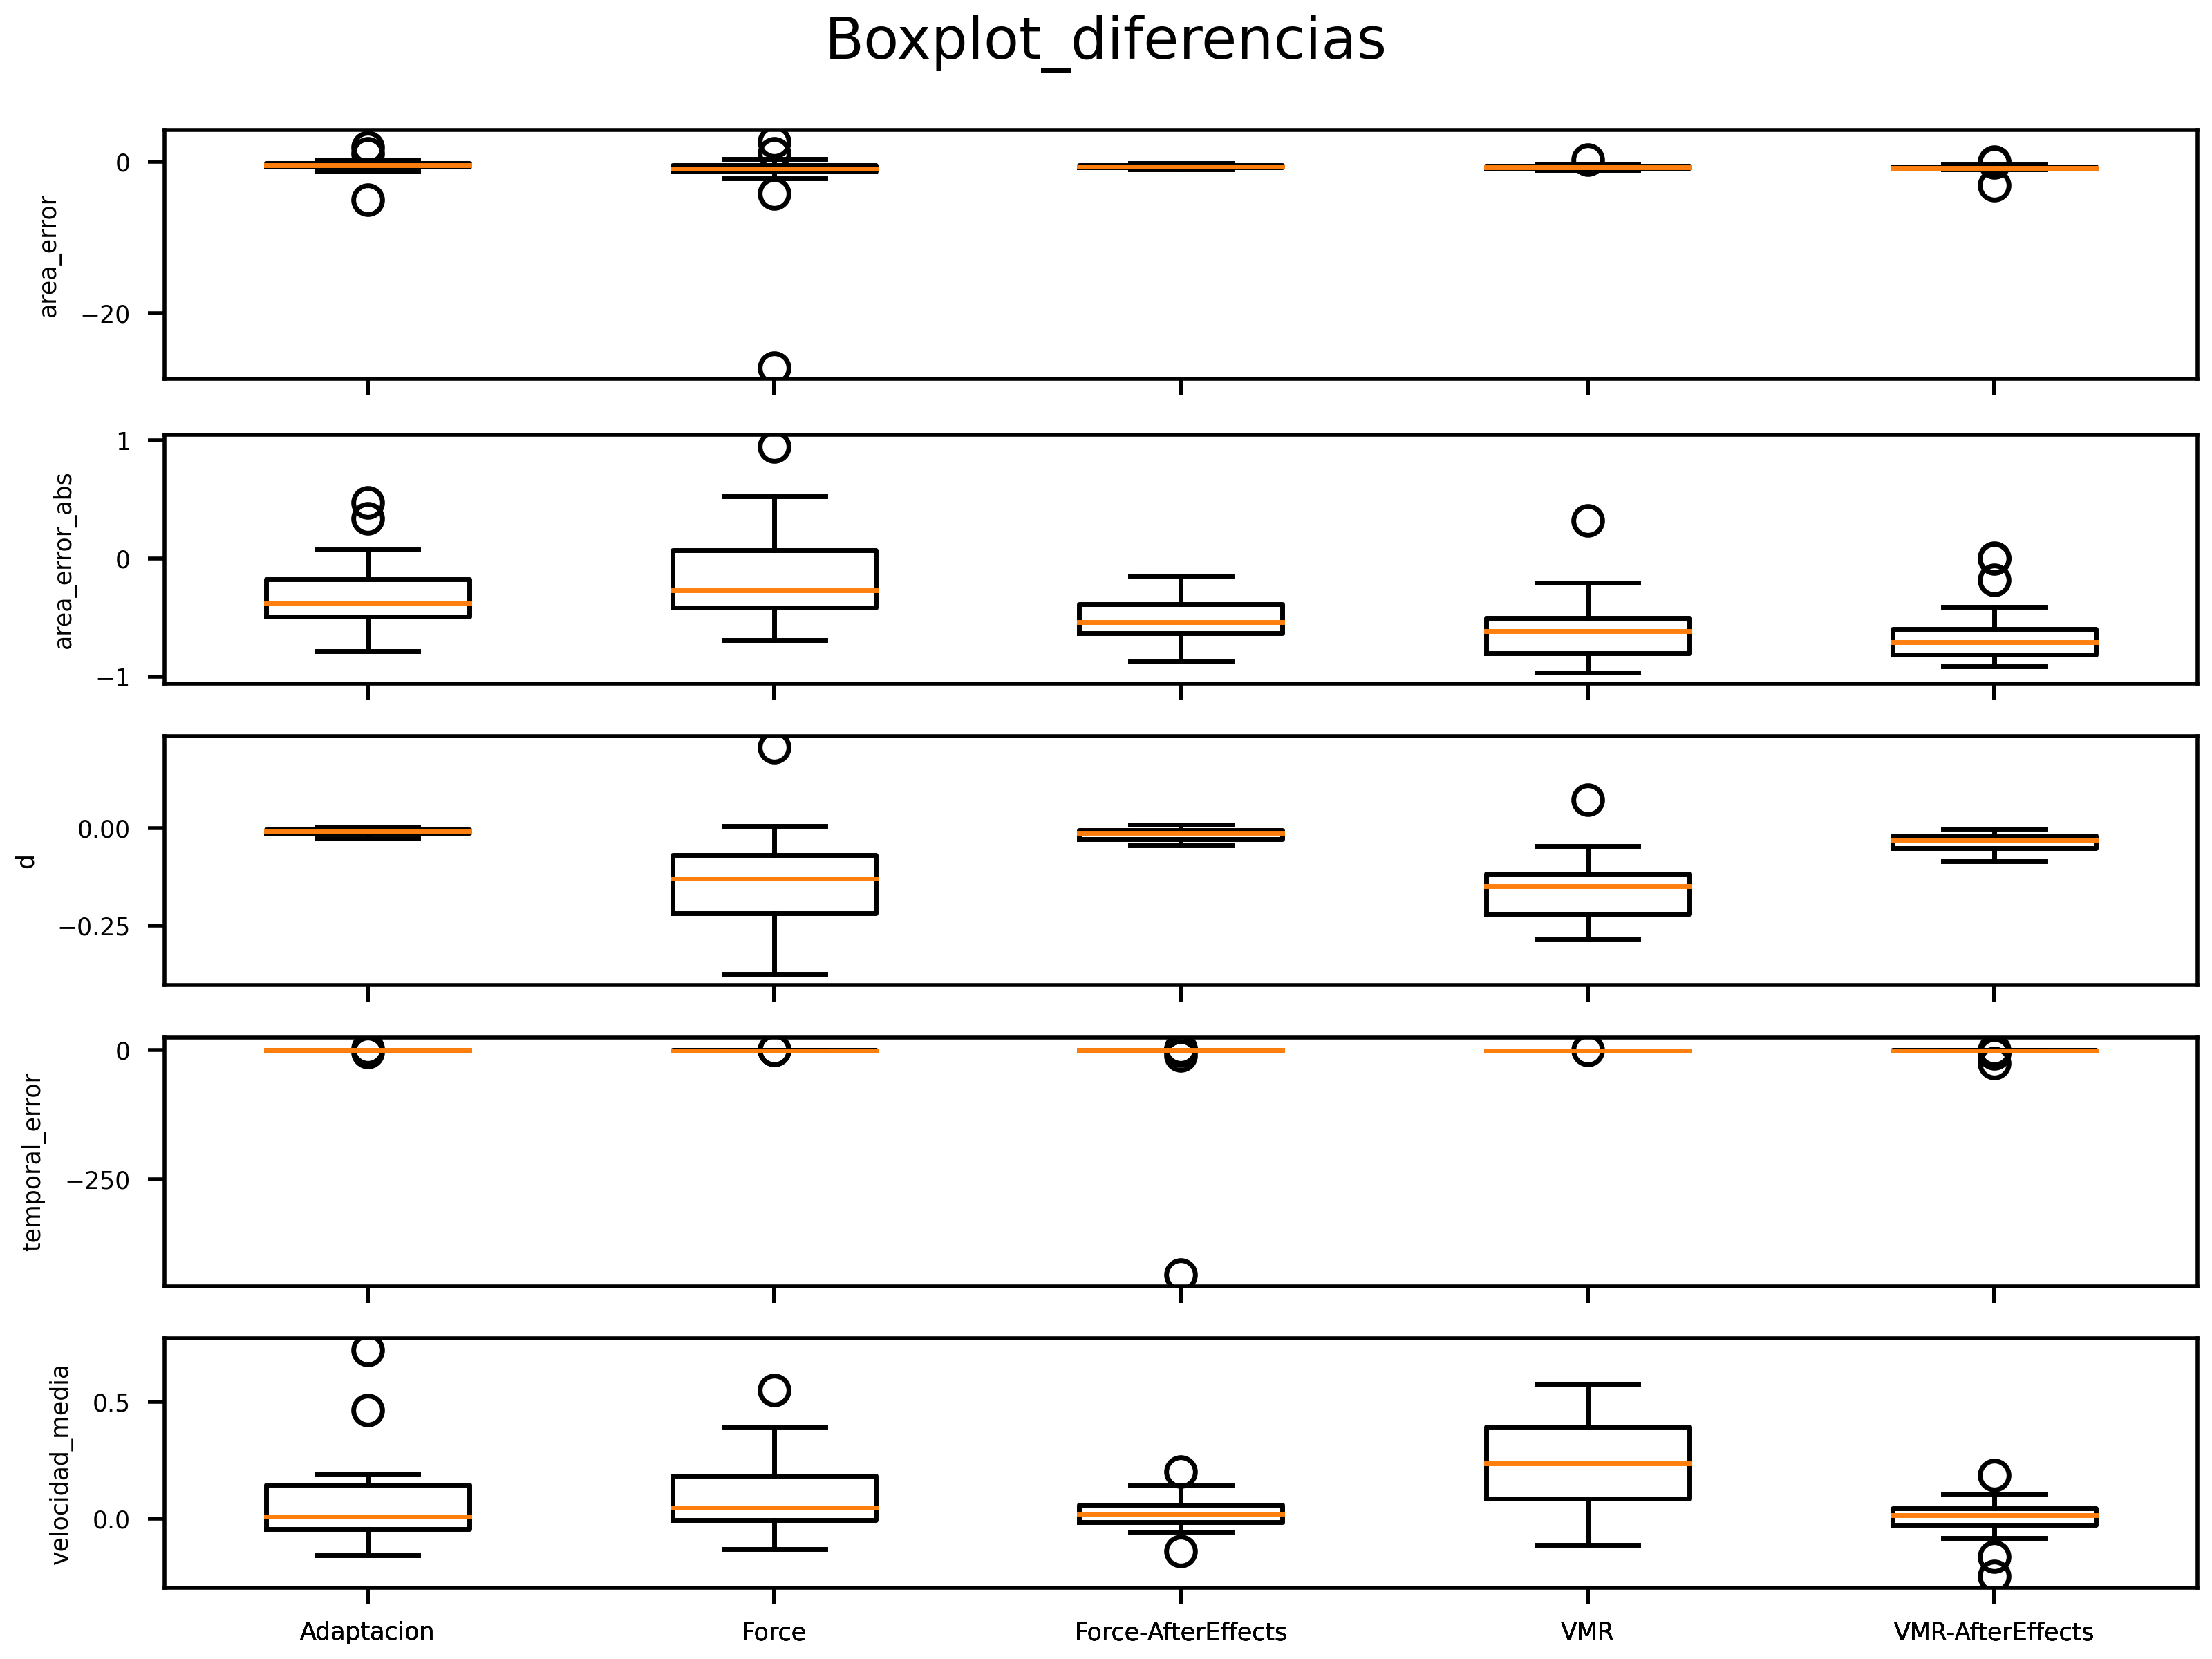 Boxplot_diferencias
area_error
0
−20
area_error_abs
1
0
−1
d
0.00
−0.25
temporal_error
0
−250
velocidad_media
0.5
0.0
Adaptacion Force Force-AfterEffects VMR VMR-AfterEffects